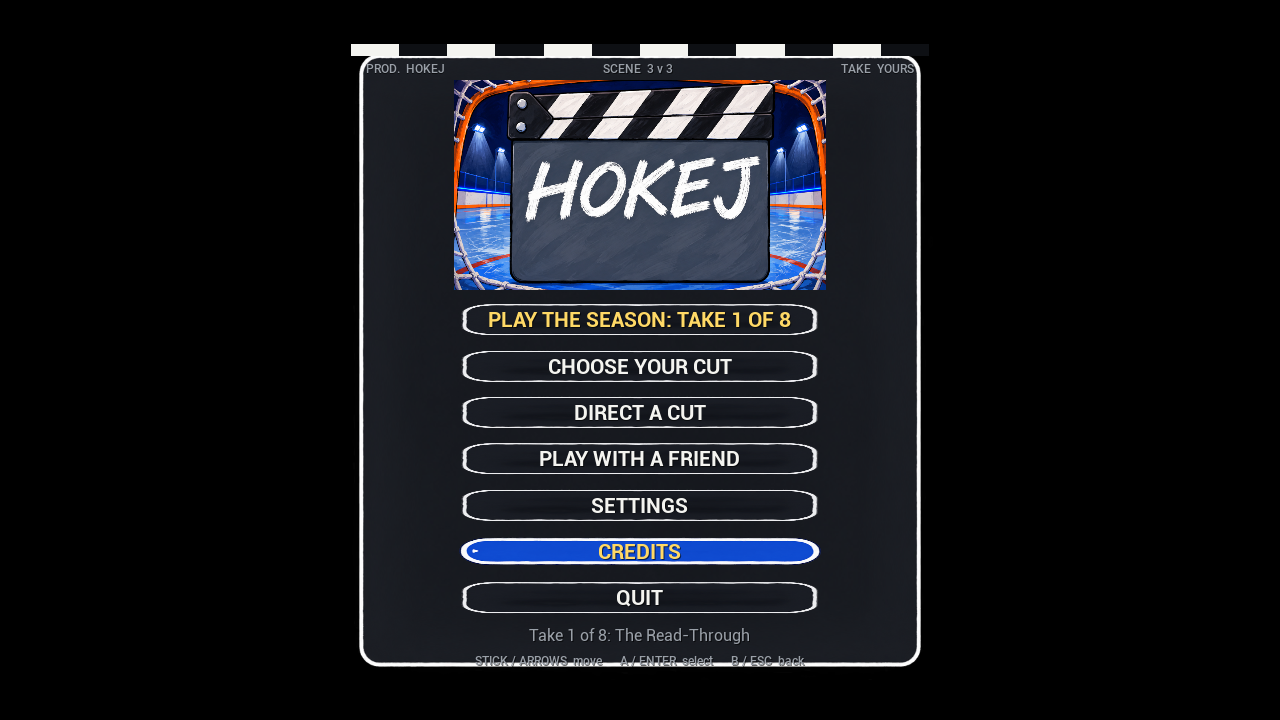 PROD. HOKEJ SCENE 3 v 3 TAKE YOURS
HOKEJ
PLAY THE SEASON: TAKE 1 OF 8
CHOOSE YOUR CUT
DIRECT A CUT
PLAY WITH A FRIEND
SETTINGS
CREDITS
QUIT
Take 1 of 8: The Read-Through
STICK / ARROWS move A / ENTER select B / ESC back